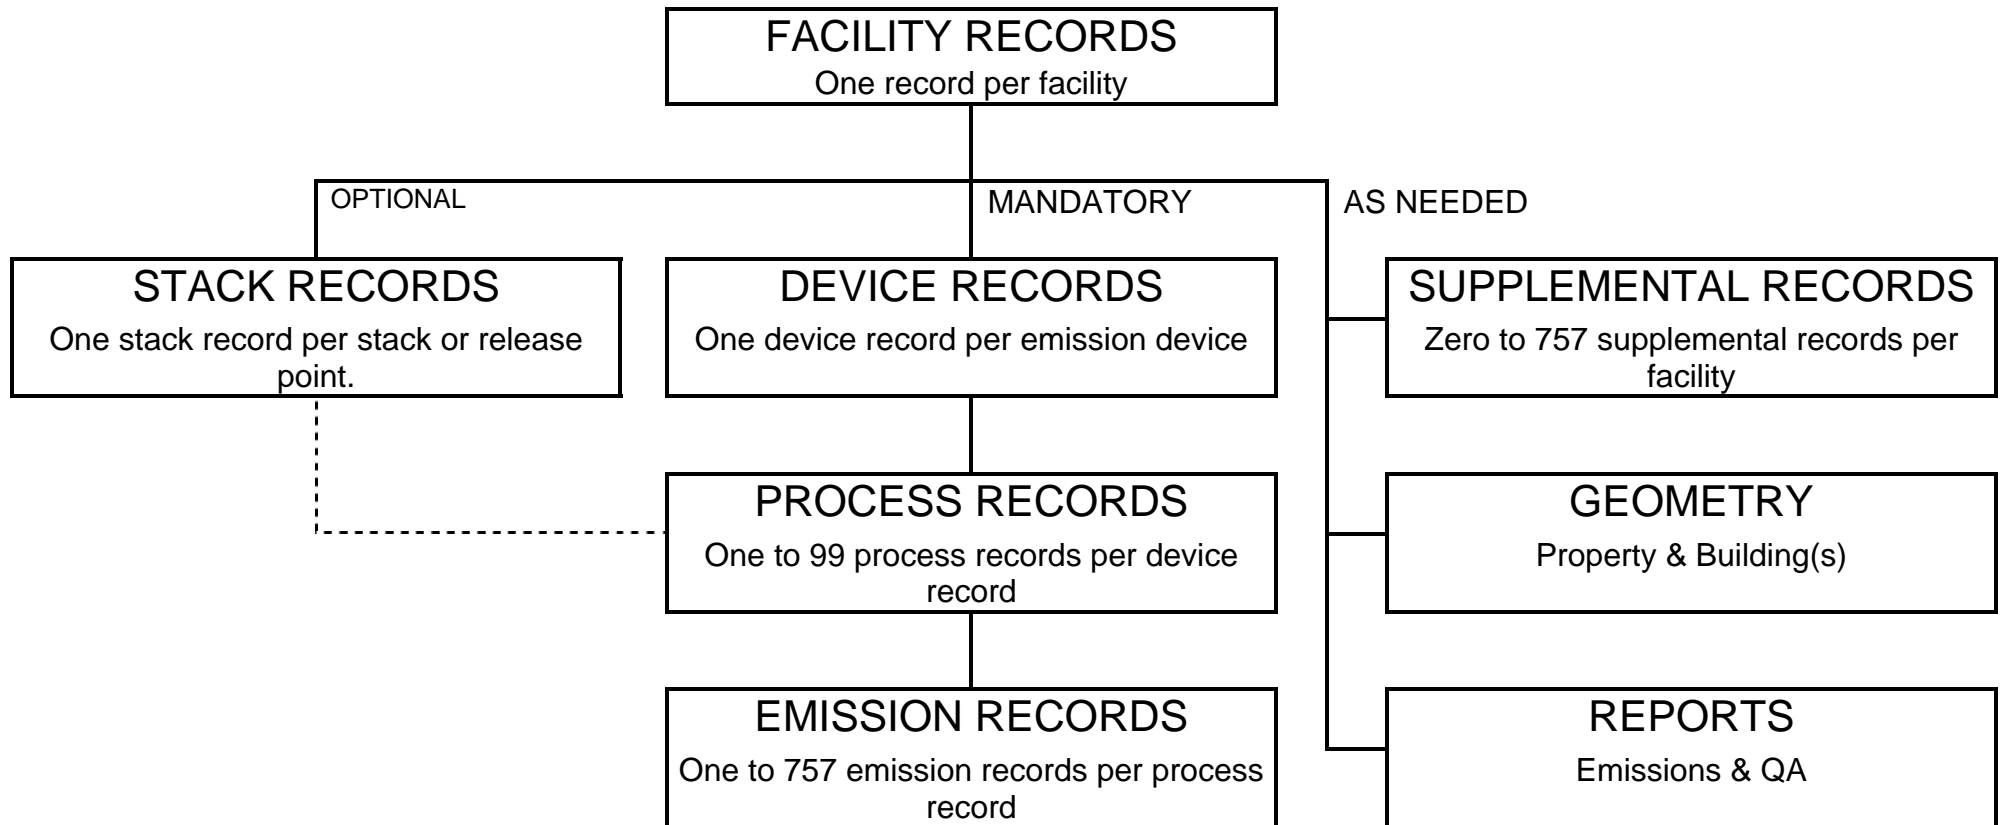 FACILITY RECORDS
One record per facility
OPTIONAL
MANDATORY
AS NEEDED
STACK RECORDS
One stack record per stack or release
point.
DEVICE RECORDS
One device record per emission device
SUPPLEMENTAL RECORDS
Zero to 757 supplemental records per
facility
PROCESS RECORDS
One to 99 process records per device
record
GEOMETRY
Property & Building(s)
EMISSION RECORDS
One to 757 emission records per process
record
REPORTS
Emissions & QA